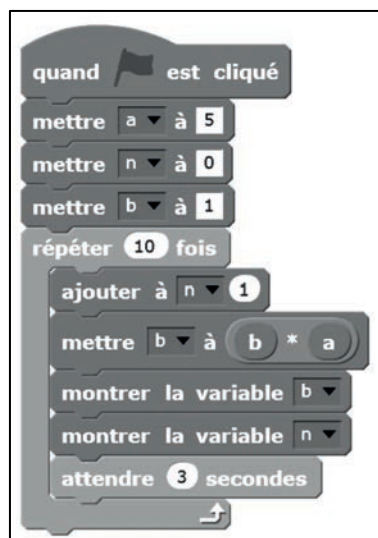 quand est cliqué
mettre a à 5
mettre n à 0
mettre b à 1
répéter 10 fois
ajouter à n 1
mettre b à b * a
montrer la variable b
montrer la variable n
attendre 3 secondes